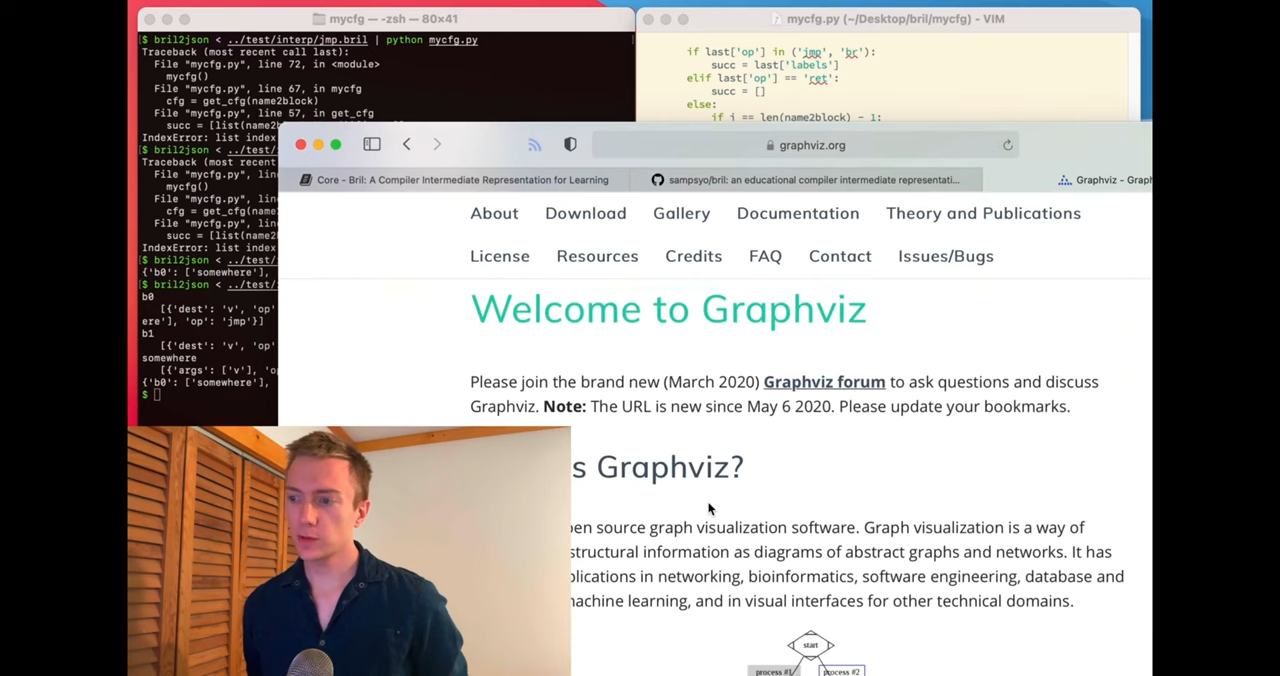 mycfg — -zsh — 80×41
$ bril2json < ../test/interp/jmp.bril | python mycfg.py
Traceback (most recent call last):
File "mycfg.py", line 72, in <module>
mycfg()
File "mycfg.py", line 67, in mycfg
cfg = get_cfg(name2block)
File "mycfg.py", line 57, in get_cfg
succ = [list(name2b
IndexError: list index
$ bril2json < ../test/i
Traceback (most recent
File "mycfg.py", lin
mycfg()
File "mycfg.py", lin
cfg = get_cfg(name
File "mycfg.py", lin
succ = [list(name2
IndexError: list index
$ bril2json < ../test/
{'b0': ['somewhere'],
$ bril2json < ../test/
b0
[{'dest': 'v', 'op'
ere'], 'op': 'jmp'}]
b1
[{'dest': 'v', 'op'
somewhere
[{'args': ['v'], 'o
{'b0': ['somewhere'],
$
mycfg.py (~/Desktop/bril/mycfg) - VIM
if last['op'] in ('jmp', 'br'):
succ = last['labels']
elif last['op'] == 'ret':
succ = []
else:
if i == len(name2block) - 1:
graphviz.org
Core - Bril: A Compiler Intermediate Representation for Learning
sampsyo/bril: an educational compiler intermediate representati...
Graphviz - Graph
About Download Gallery Documentation Theory and Publications
License Resources Credits FAQ Contact Issues/Bugs
Welcome to Graphviz
Please join the brand new (March 2020) Graphviz forum to ask questions and discuss
Graphviz. Note: The URL is new since May 6 2020. Please update your bookmarks.
s Graphviz?
pen source graph visualization software. Graph visualization is a way of
structural information as diagrams of abstract graphs and networks. It has
plications in networking, bioinformatics, software engineering, database and
machine learning, and in visual interfaces for other technical domains.
start
process #1
process #2